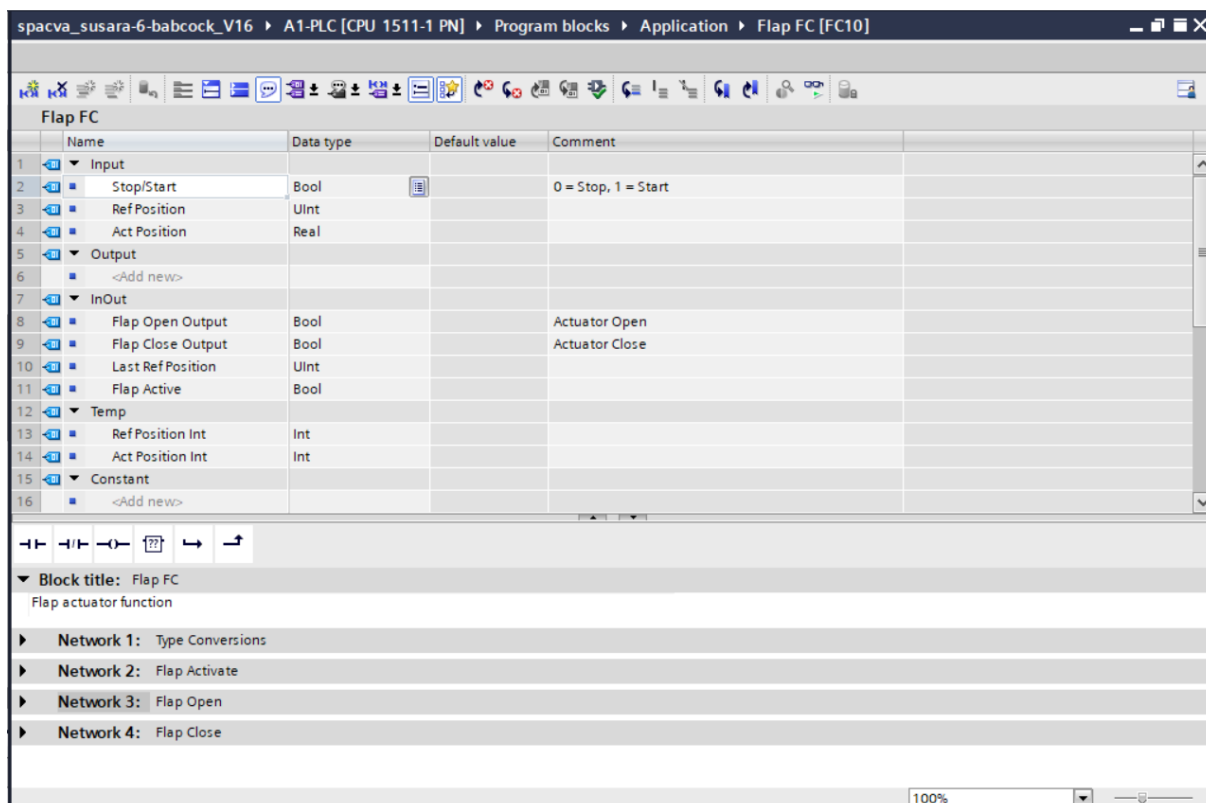 spacva_susara-6-babcock_V16 ▸ A1-PLC [CPU 1511-1 PN] ▸ Program blocks ▸ Application ▸ Flap FC [FC10]
Flap FC
Name Data type Default value Comment
1 Input
2 Stop/Start Bool 0 = Stop, 1 = Start
3 Ref Position UInt
4 Act Position Real
5 Output
6 <Add new>
7 InOut
8 Flap Open Output Bool Actuator Open
9 Flap Close Output Bool Actuator Close
10 Last Ref Position UInt
11 Flap Active Bool
12 Temp
13 Ref Position Int Int
14 Act Position Int Int
15 Constant
16 <Add new>
??
Block title: Flap FC
Flap actuator function
Network 1: Type Conversions
Network 2: Flap Activate
Network 3: Flap Open
Network 4: Flap Close
100%